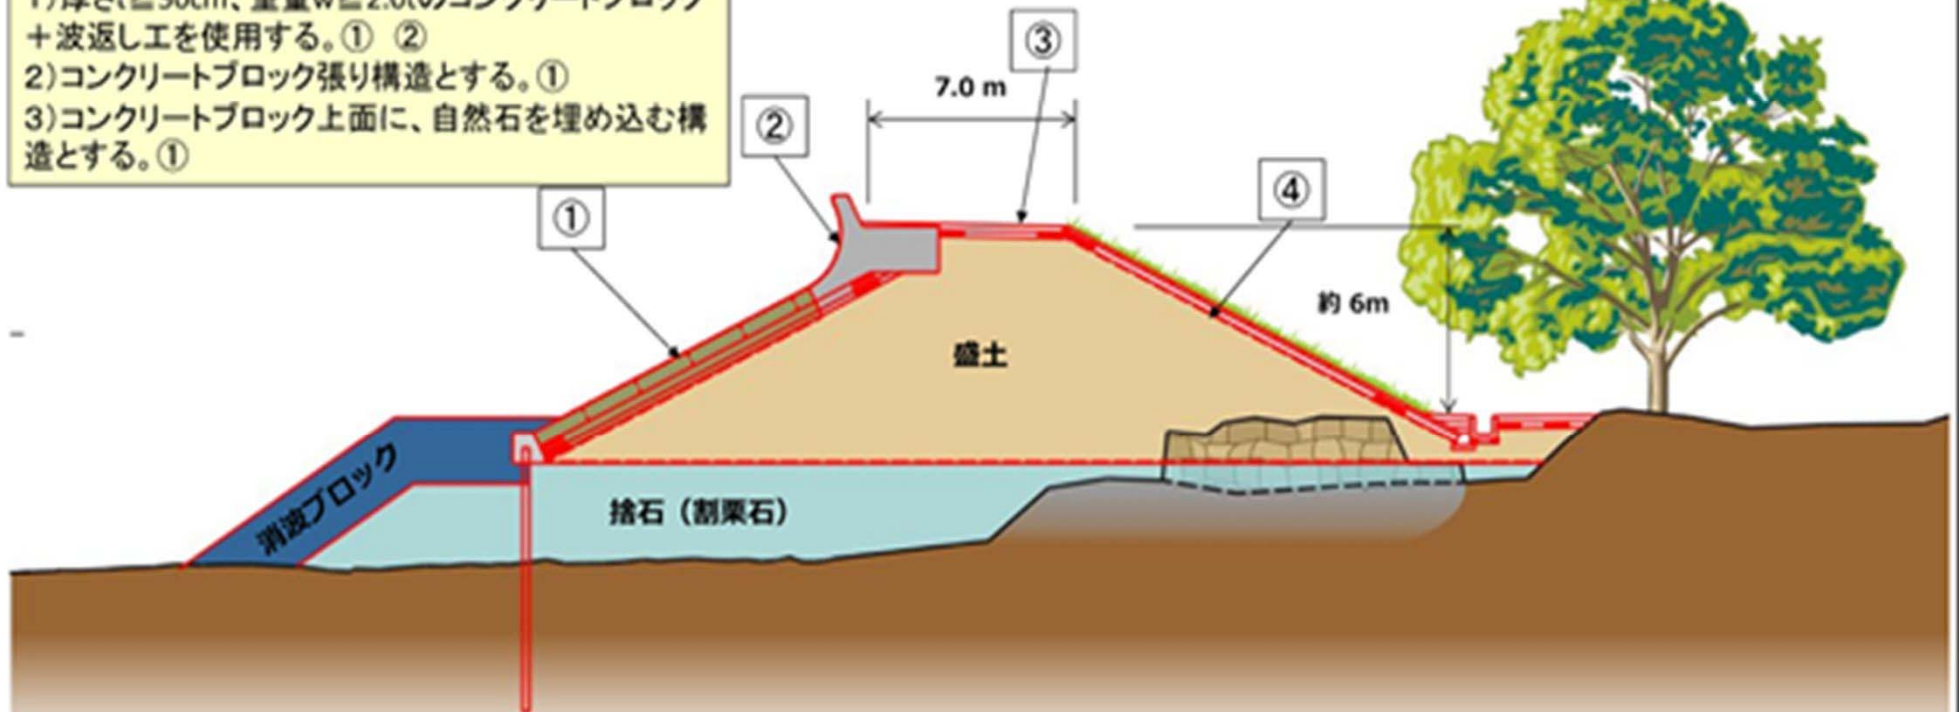 ＋波返し工を使用する。① ②
2)コンクリートブロック張り構造とする。①
3)コンクリートブロック上面に、自然石を埋め込む構
造とする。①
③
7.0 m
②
④
①
約 6m
盛土
消波ブロック
捨石（割栗石）